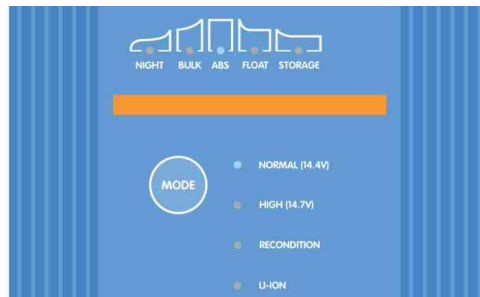 NIGHT BULK ABS FLOAT STORAGE
NORMAL (14.4V)
MODE
HIGH (14.7V)
RECONDITION
LI-ION